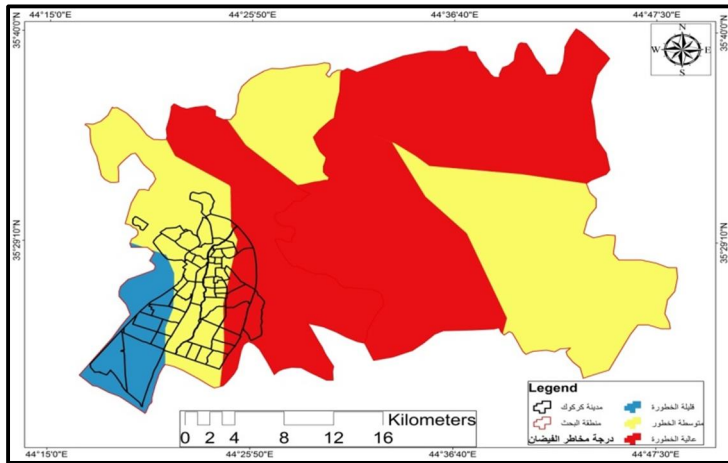 44°15'0"E 44°25'50"E 44°36'40"E 44°47'30"E
35°40'0"N 35°40'0"N
N
W E
S
35°29'10"N 35°29'10"N
Legend
مدينة كركوك قليلة الخطورة
منطقة البحث متوسطة الخطور
درجة مخاطر الفيضان عالية الخطورة
Kilometers
0 2 4 8 12 16
44°15'0"E 44°25'50"E 44°36'40"E 44°47'30"E